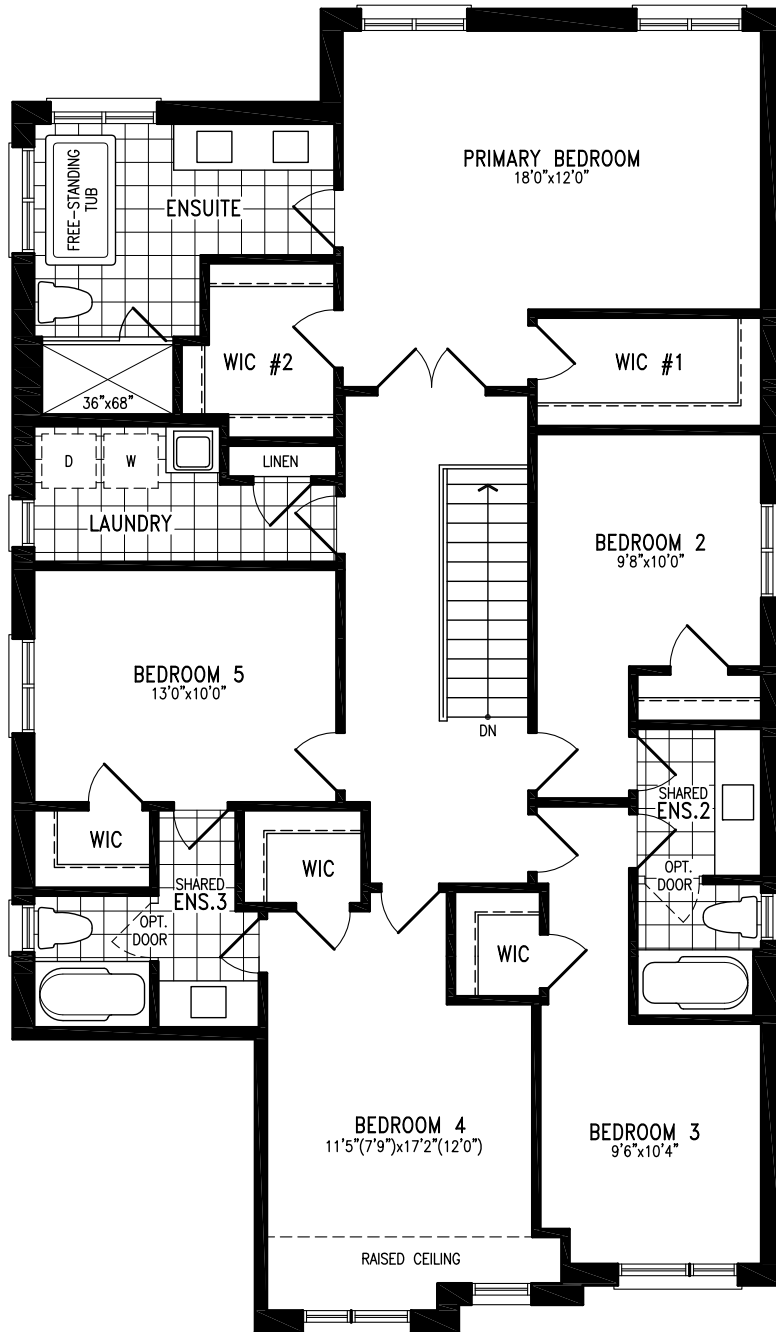 PRIMARY BEDROOM
18'0"x12'0"
FREE-STANDING
TUB
ENSUITE
WIC #2
WIC #1
36"x68"
D
W
LINEN
LAUNDRY
BEDROOM 2
9'8"x10'0"
BEDROOM 5
13'0"x10'0"
DN
SHARED
ENS.2
OPT.
DOOR
WIC
WIC
SHARED
ENS.3
OPT.
DOOR
WIC
BEDROOM 4
11'5"(7'9")x17'2"(12'0")
BEDROOM 3
9'6"x10'4"
RAISED CEILING